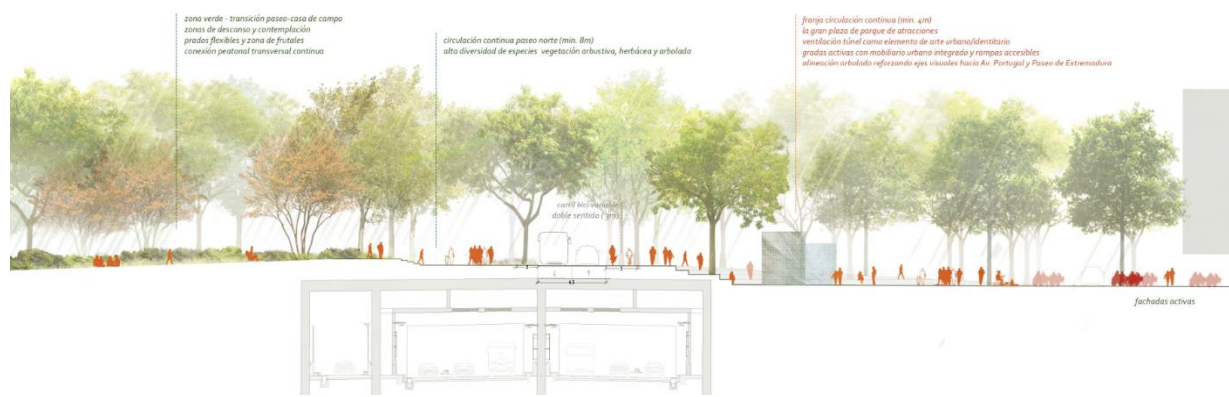 zona verde - transición paseo-casa de campo
zonas de descanso y contemplación
prados flexibles y zona de frutales
conexión peatonal transversal continua
circulación continua paseo norte (min. 8m)
alta diversidad de especies vegetación arbustiva, herbácea y arbolado
franja circulación continua (min. 4m)
la gran plaza de parque de atracciones
ventilación túnel como elemento de arte urbano/identitario
gradas activas con mobiliario urbano integrado y rampas accesibles
alineación arbolado reforzando ejes visuales hacia Av. Portugal y Paseo de Extremadura
carril bici variable
doble sentido (3m)
fachadas activas